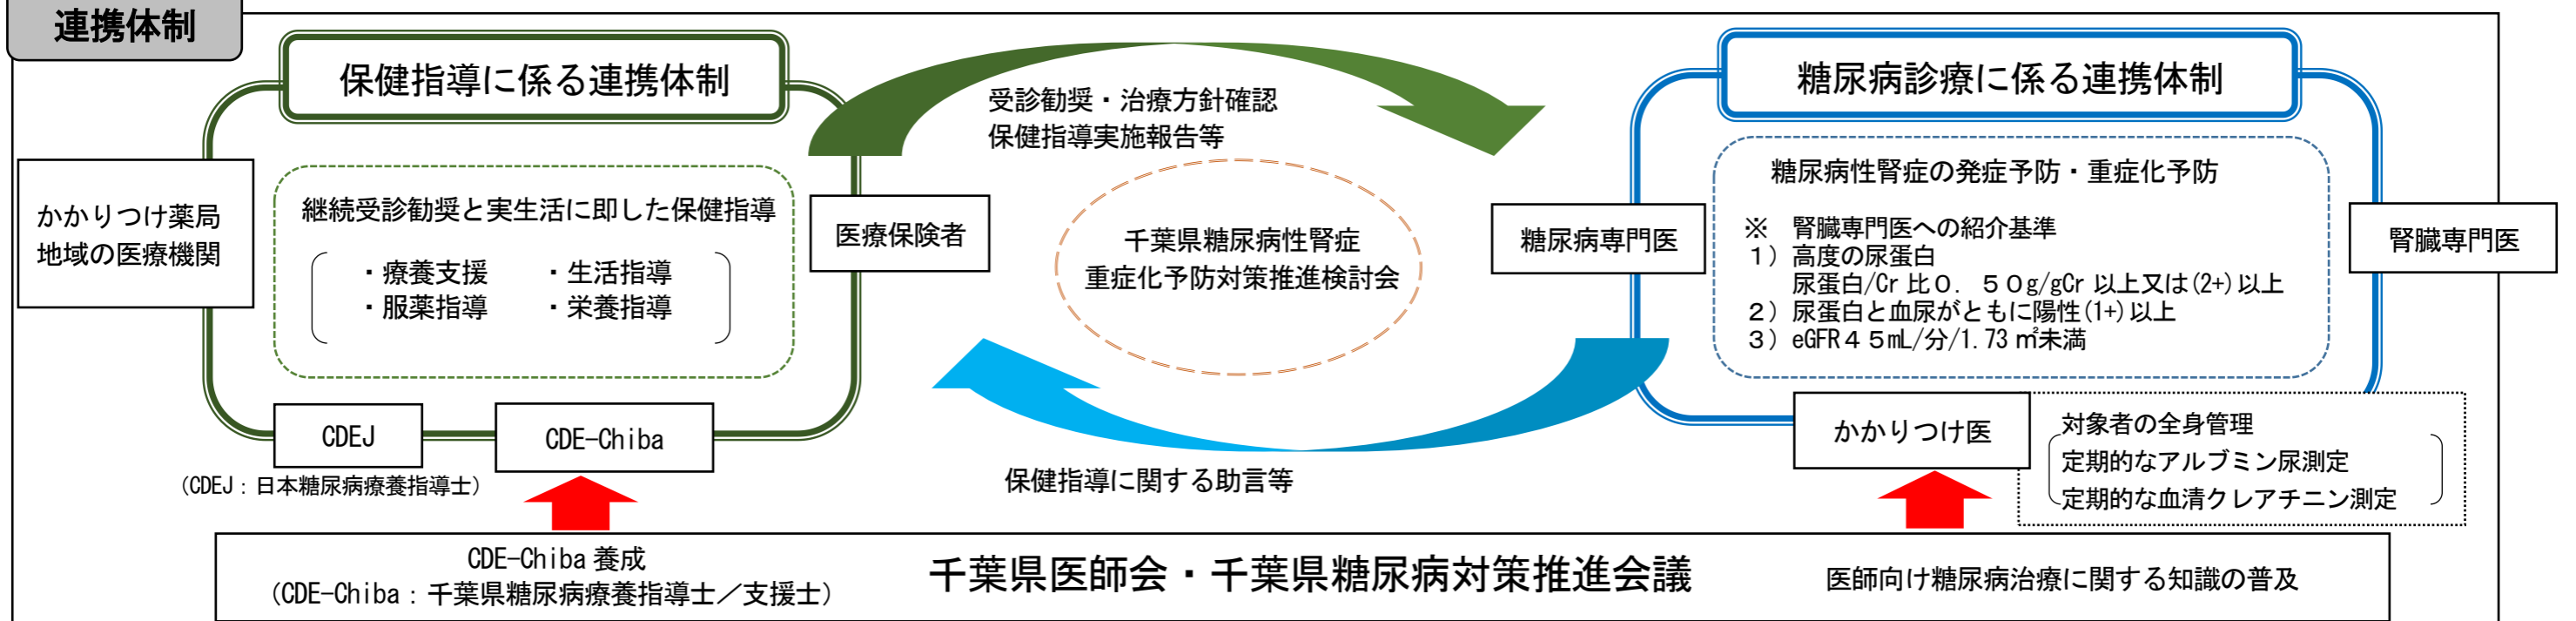 連携体制
保健指導に係る連携体制
かかりつけ薬局
地域の医療機関
継続受診勧奨と実生活に即した保健指導
・療養支援 ・生活指導
・服薬指導 ・栄養指導
医療保険者
CDEJ
CDE-Chiba
(CDEJ：日本糖尿病療養指導士)
受診勧奨・治療方針確認
保健指導実施報告等
千葉県糖尿病性腎症
重症化予防対策推進検討会
保健指導に関する助言等
糖尿病診療に係る連携体制
糖尿病専門医
糖尿病性腎症の発症予防・重症化予防
※ 腎臓専門医への紹介基準
１）高度の尿蛋白
尿蛋白/Cr 比０．５０g/gCr 以上又は(2+)以上
２）尿蛋白と血尿がともに陽性(1+)以上
３）eGFR４５mL/分/1.73 ㎡未満
腎臓専門医
かかりつけ医
対象者の全身管理
定期的なアルブミン尿測定
定期的な血清クレアチニン測定
CDE-Chiba 養成
(CDE-Chiba：千葉県糖尿病療養指導士／支援士)
千葉県医師会・千葉県糖尿病対策推進会議
医師向け糖尿病治療に関する知識の普及